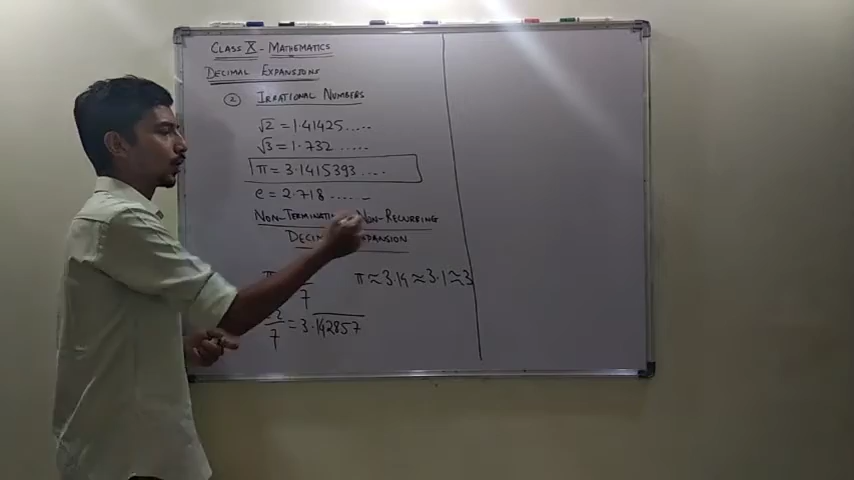 CLASS X - MATHEMATICS
DECIMAL EXPANSIONS
② IRRATIONAL NUMBERS
√2 = 1.41425.....
√3 = 1.732.....
π = 3.1415393....
e = 2.718......
NON-TERMINATING NON-RECURRING
EXPANSION
π 7 π ≈ 3.14 ≈ 3.1 ≈ 3
22/7 = 3.142857